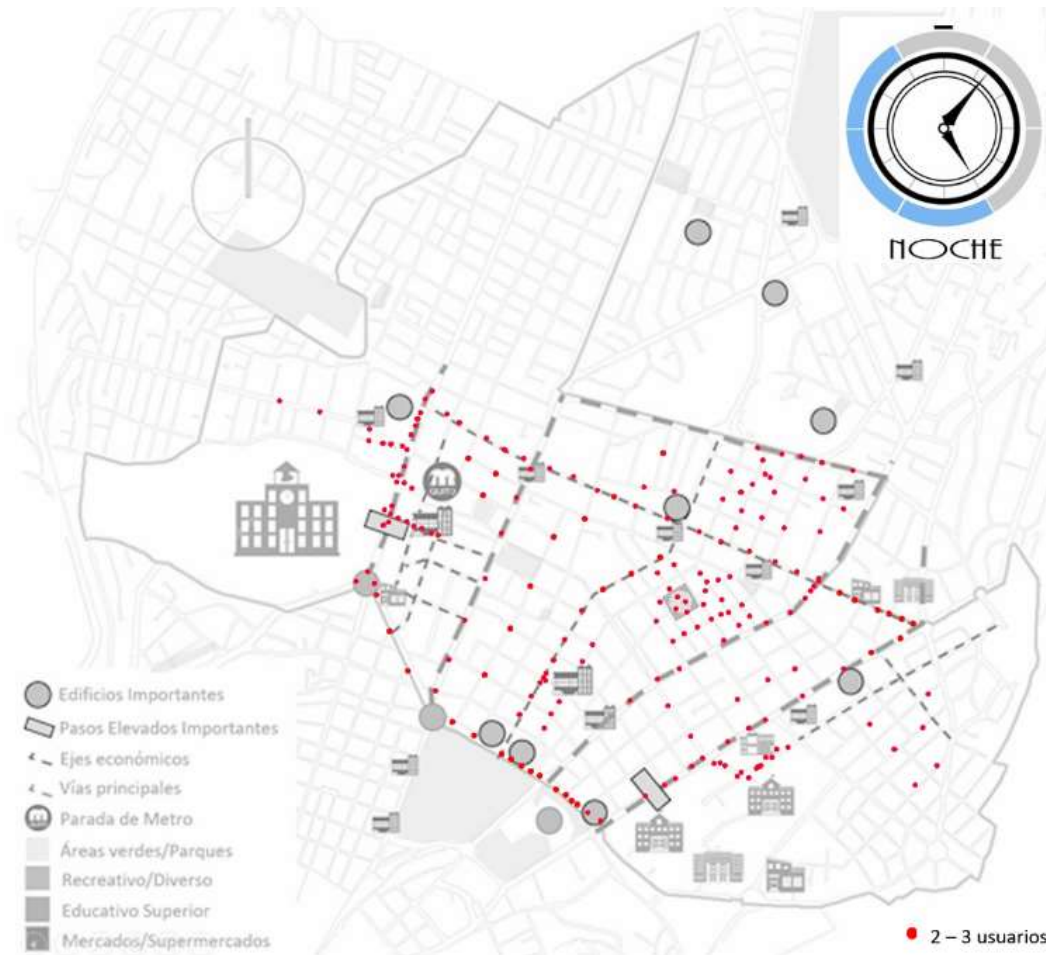 NOCHE
QUITO
Edificios Importantes
Pasos Elevados Importantes
Ejes económicos
Vías principales
Parada de Metro
Áreas verdes/Parques
Recreativo/Diverso
Educativo Superior
Mercados/Supermercados
2 – 3 usuarios